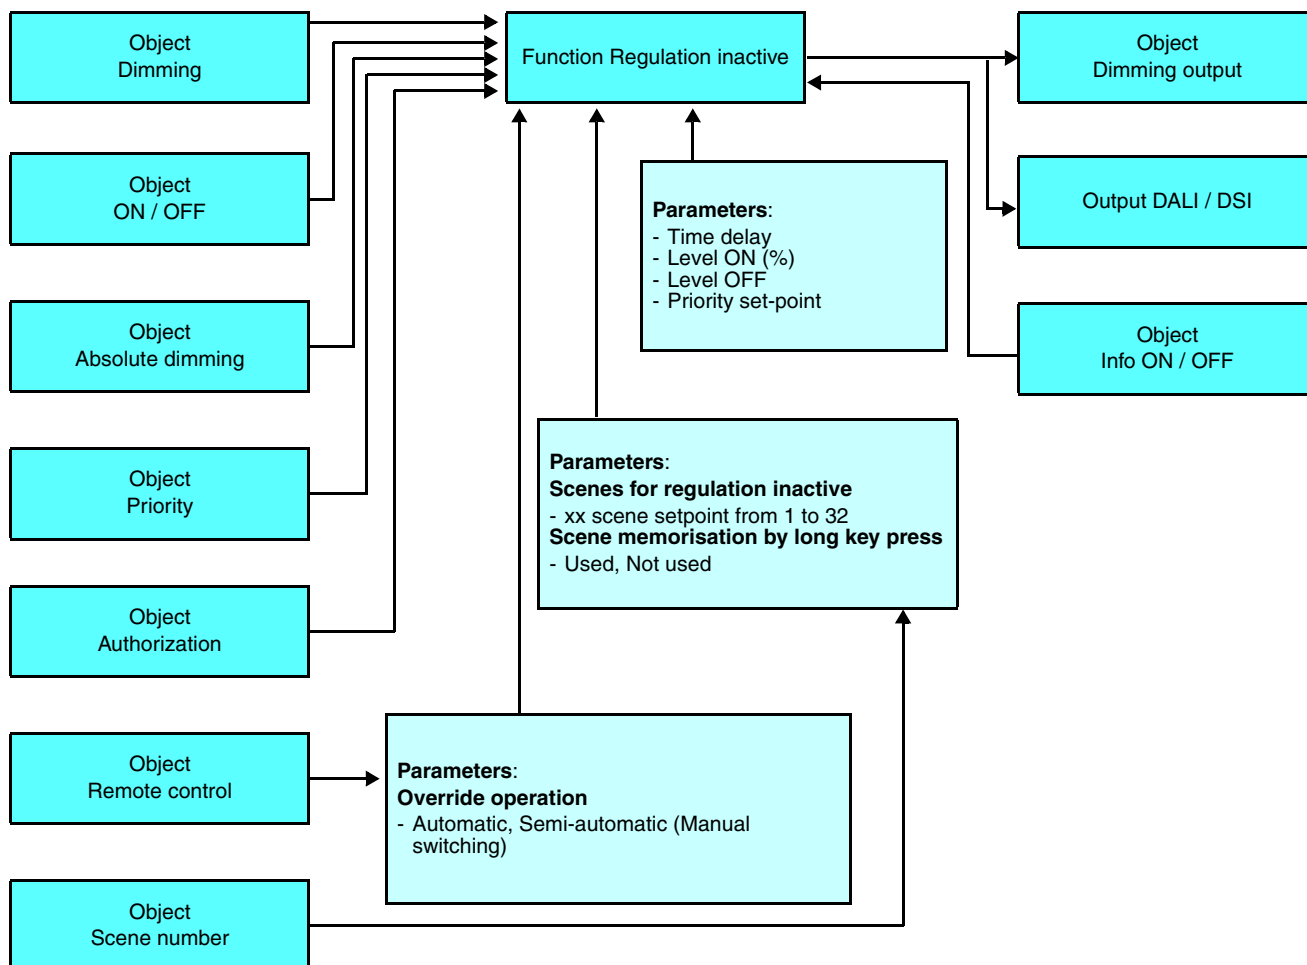 Object
Dimming
Function Regulation inactive
Object
Dimming output
Object
ON / OFF
Parameters:
- Time delay
- Level ON (%)
- Level OFF
- Priority set-point
Output DALI / DSI
Object
Absolute dimming
Object
Info ON / OFF
Object
Priority
Parameters:
Scenes for regulation inactive
- xx scene setpoint from 1 to 32
Scene memorisation by long key press
- Used, Not used
Object
Authorization
Object
Remote control
Parameters:
Override operation
- Automatic, Semi-automatic (Manual
switching)
Object
Scene number